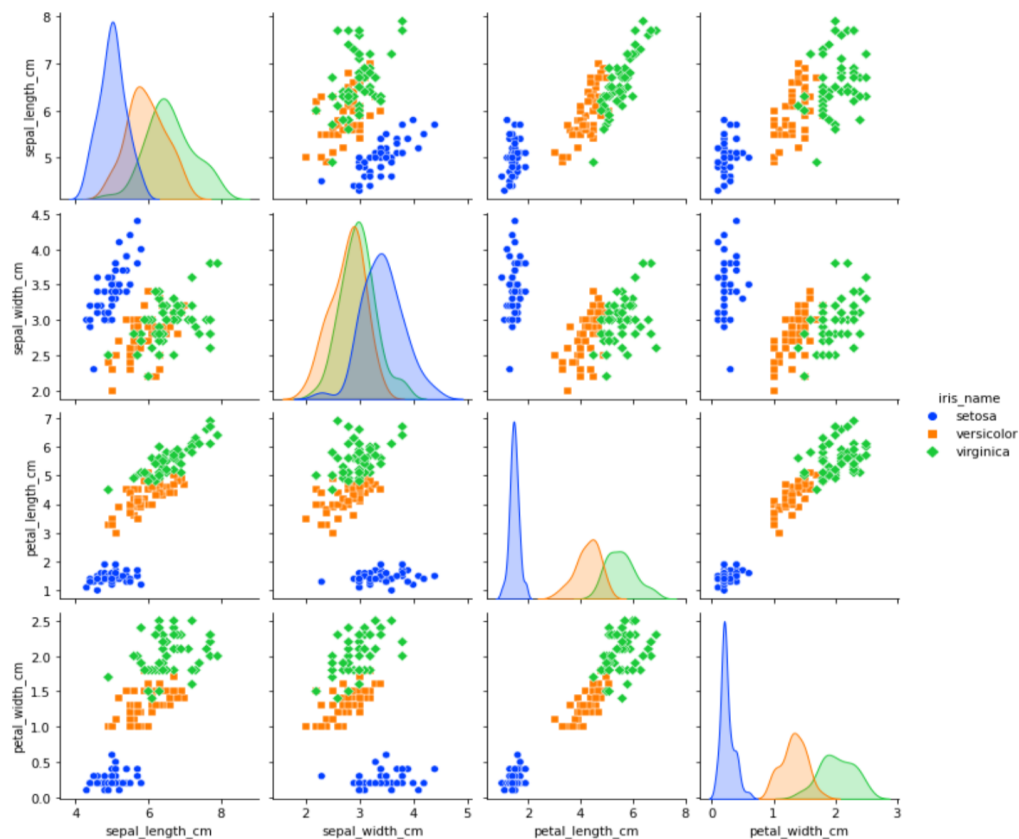 8
7
6
5
sepal_length_cm
4.5
4.0
3.5
3.0
2.5
2.0
sepal_width_cm
iris_name
setosa
versicolor
virginica
7
6
5
4
3
2
1
petal_length_cm
2.5
2.0
1.5
1.0
0.5
0.0
petal_width_cm
4 6 8 2 3 4 5 2 4 6 8 0 1 2 3
sepal_length_cm sepal_width_cm petal_length_cm petal_width_cm